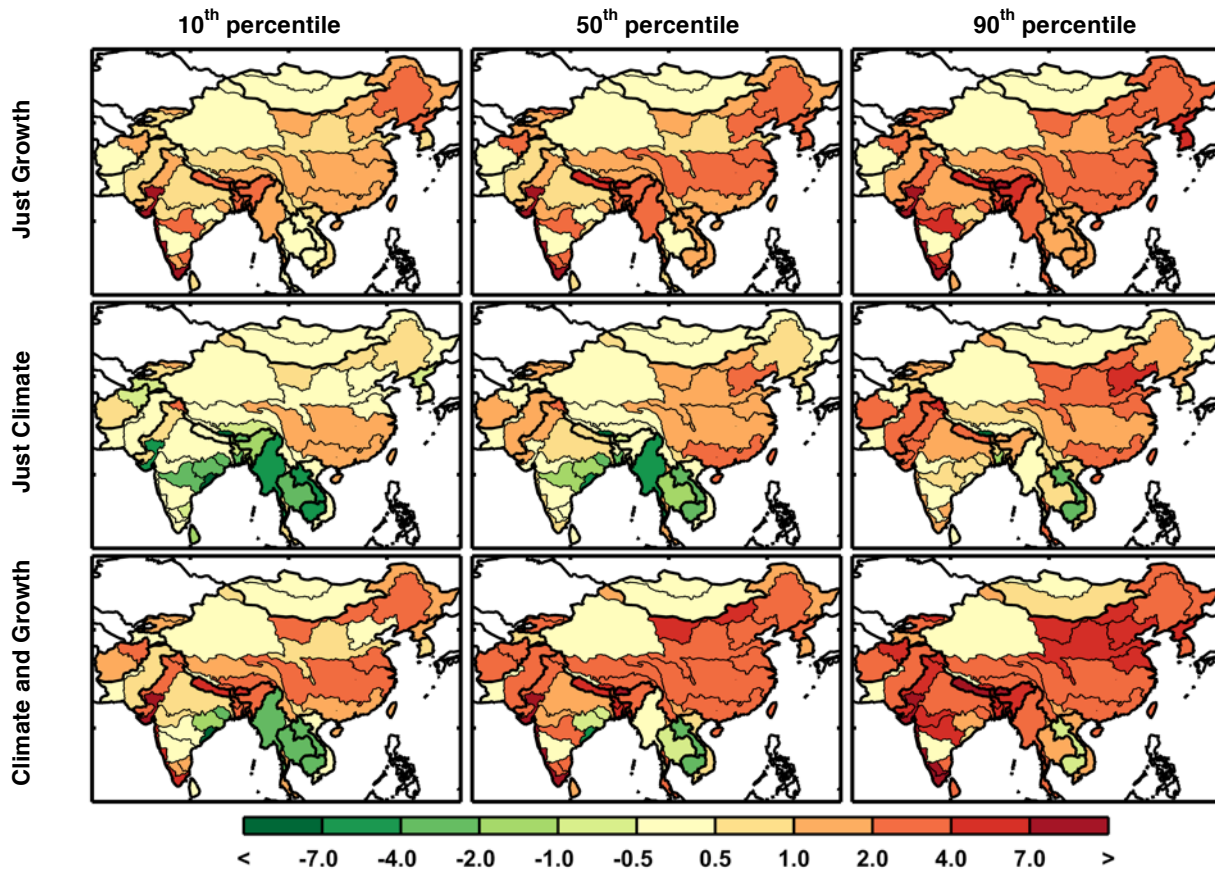 10th percentile 50th percentile 90th percentile
Just Growth
Just Climate
Climate and Growth
< -7.0 -4.0 -2.0 -1.0 -0.5 0.5 1.0 2.0 4.0 7.0 >